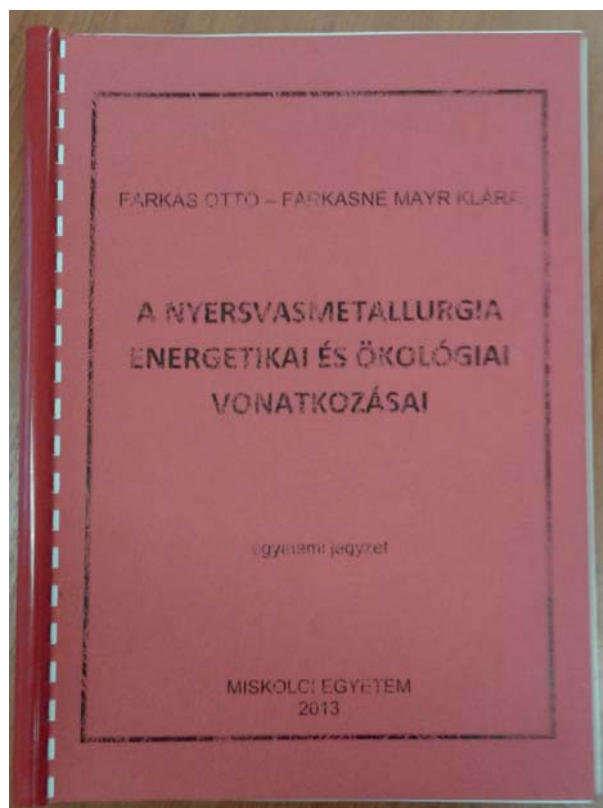 FARKAS OTTÓ – FARKASNÉ MAYR KLÁRA
A NYERSVASMETALLURGIA
ENERGETIKAI ÉS ÖKOLÓGIAI
VONATKOZÁSAI
egyetemi jegyzet
MISKOLCI EGYETEM
2013